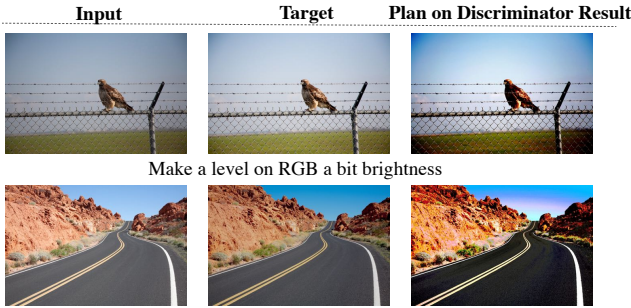 Input Target Plan on Discriminator Result
Make a level on RGB a bit brightness